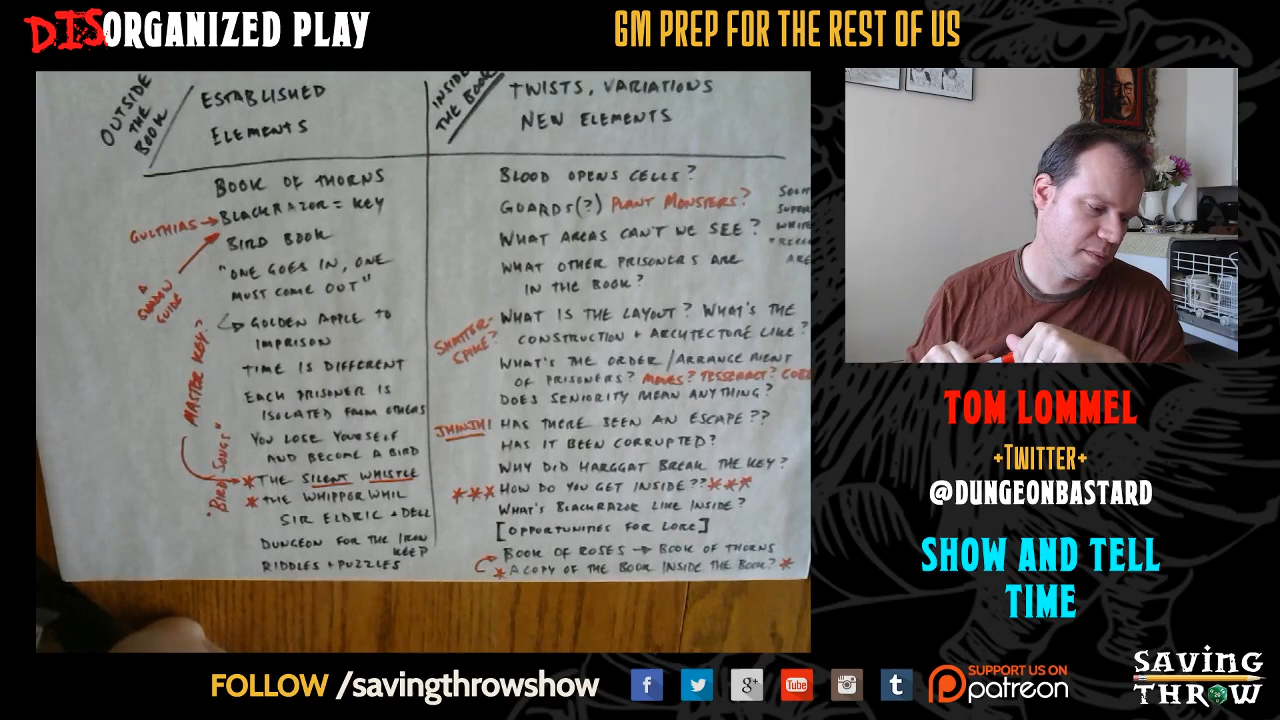 DISORGANIZED PLAY
GM PREP FOR THE REST OF US
OUTSIDE
THE
BOOK
ESTABLISHED
ELEMENTS
BOOK OF THORNS
GULTHIAS → BLACKRAZOR = KEY
BIRD BOOK
"ONE GOES IN, ONE
MUST COME OUT"
A
GUIDE
GOLDEN APPLE TO
IMPRISON
MASTER KEY?
TIME IS DIFFERENT
EACH PRISONER IS
ISOLATED FROM OTHERS
YOU LOSE YOURSELF
AND BECOME A BIRD
"BIRD SONGS"
* THE SILENT WHISTLE
* THE WHIPPERWHIL
SIR ELDRIC + DELL
DUNGEON FOR THE IRON
KEEP
RIDDLES + PUZZLES
INSIDE
THE BOOK
TWISTS, VARIATIONS
NEW ELEMENTS
BLOOD OPENS CELLS?
GUARDS(?) PLANT MONSTERS?
WHAT AREAS CAN'T WE SEE?
WHAT OTHER PRISONERS ARE
IN THE BOOK?
SHATTER-
SPIKE?
WHAT IS THE LAYOUT? WHAT'S THE
CONSTRUCTION + ARCHITECTURE LIKE?
WHAT'S THE ORDER/ARRANGEMENT
OF PRISONERS? MOVES? TESSERACT?
DOES SENIORITY MEAN ANYTHING?
JHINJHI HAS THERE BEEN AN ESCAPE??
HAS IT BEEN CORRUPTED?
WHY DID HARGGAT BREAK THE KEY?
*** HOW DO YOU GET INSIDE?? ***
WHAT'S BLACKRAZOR LIKE INSIDE?
[OPPORTUNITIES FOR LORE]
BOOK OF ROSES → BOOK OF THORNS
* A COPY OF THE BOOK INSIDE THE BOOK? *
TOM LOMMEL
+TWITTER+
@DUNGEONBASTARD
SHOW AND TELL
TIME
FOLLOW /savingthrowshow
f
g+
You Tube
t
SUPPORT US ON
patreon
SAVING
THROW